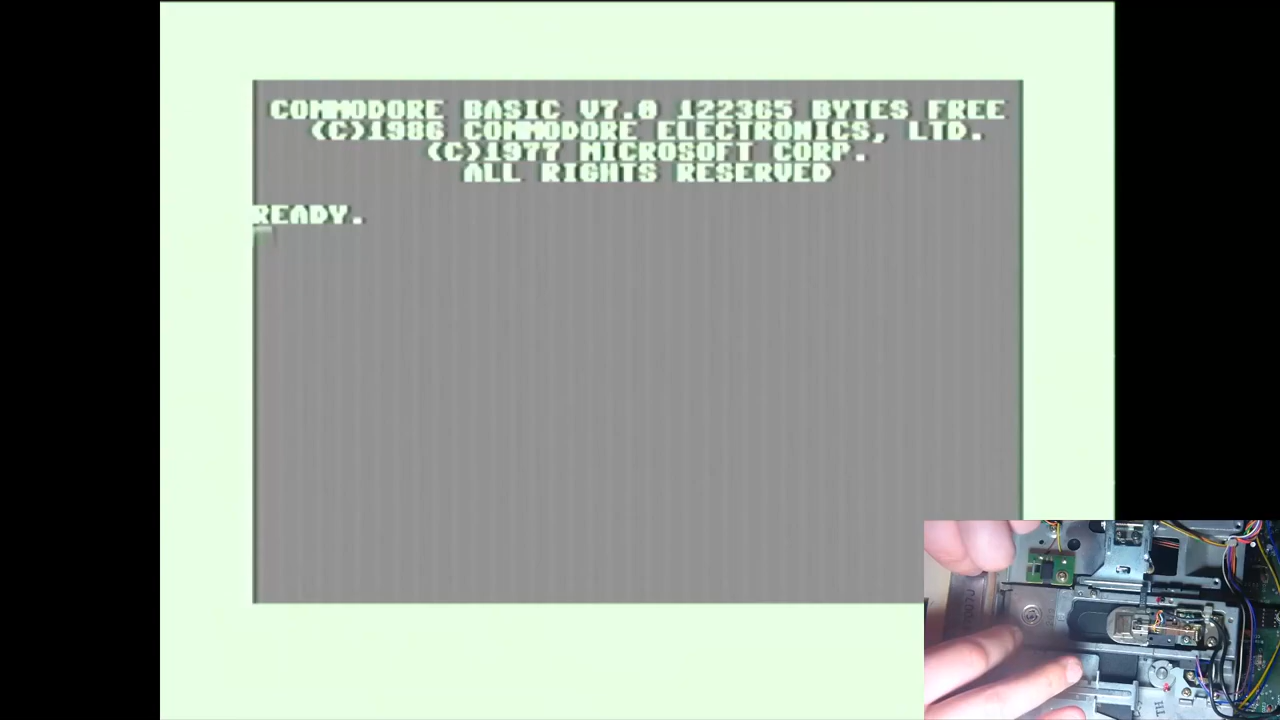 COMMODORE BASIC V7.0 122365 BYTES FREE
(C)1986 COMMODORE ELECTRONICS, LTD.
(C)1977 MICROSOFT CORP.
ALL RIGHTS RESERVED
READY.